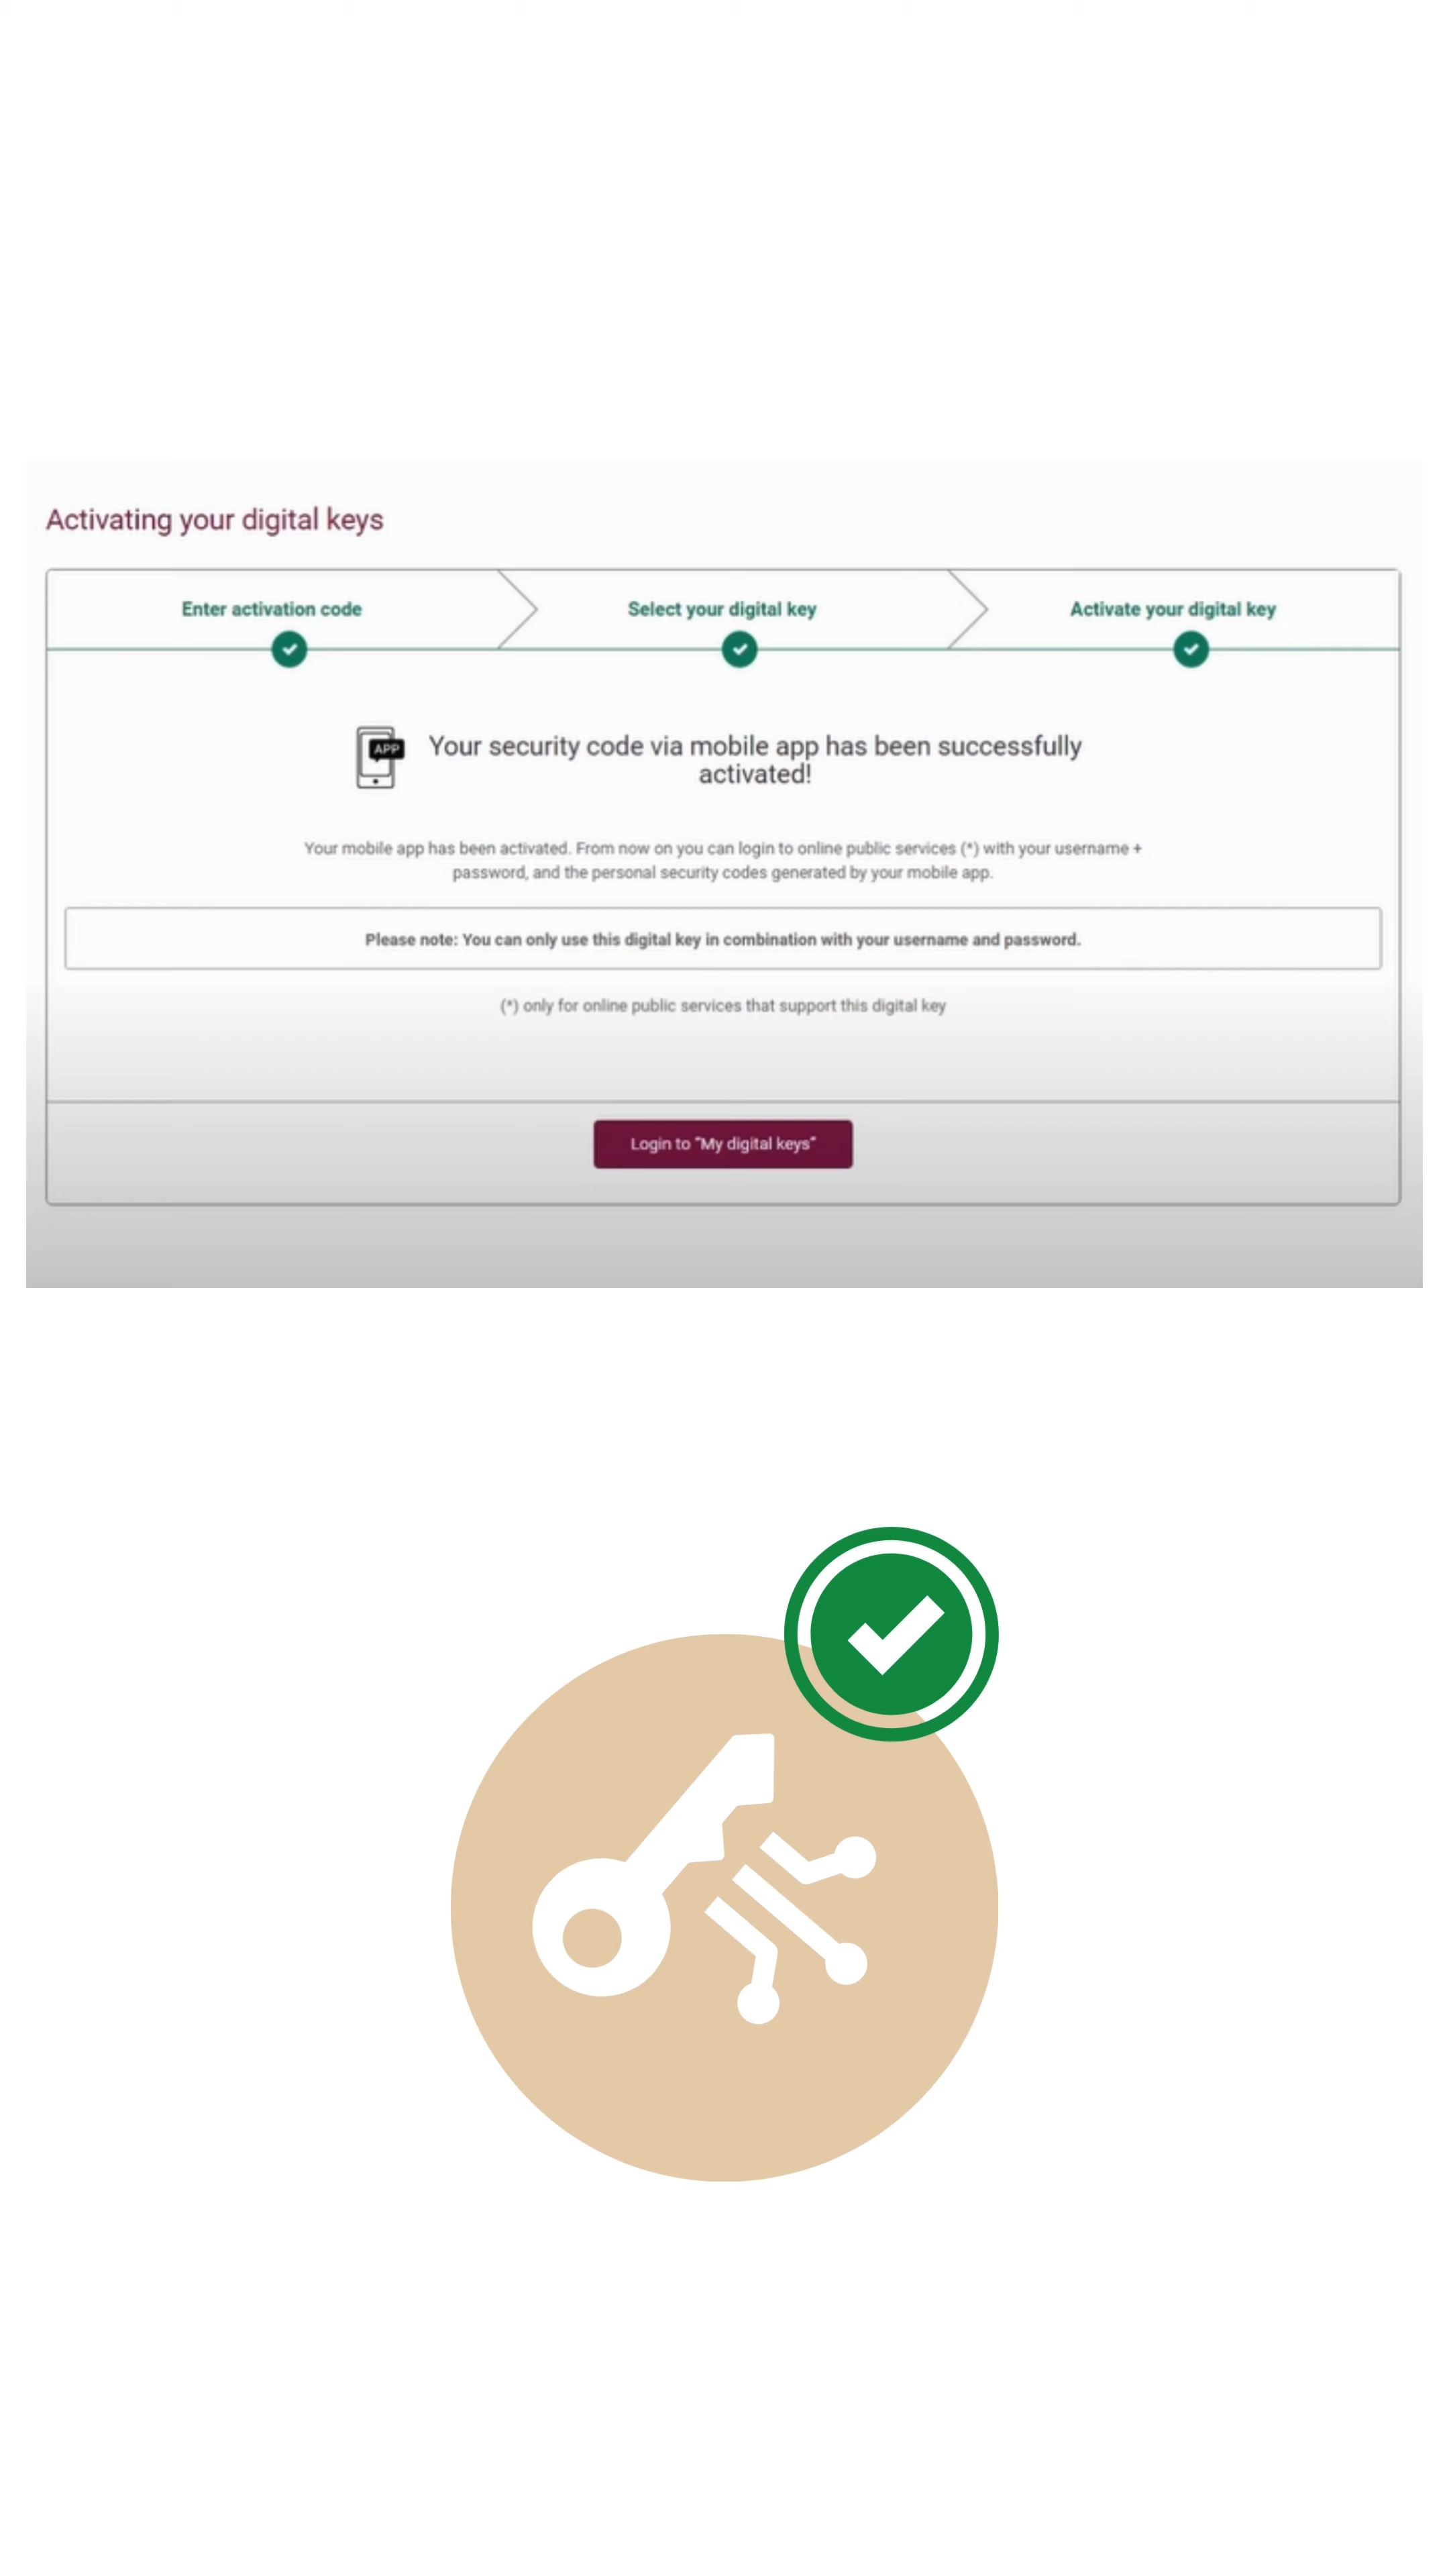 Activating your digital keys
Enter activation code
Select your digital key
Activate your digital key
APP
Your security code via mobile app has been successfully
activated!
Your mobile app has been activated. From now on you can login to online public services (*) with your username +
password, and the personal security codes generated by your mobile app.
Please note: You can only use this digital key in combination with your username and password.
(*) only for online public services that support this digital key
Login to "My digital keys"